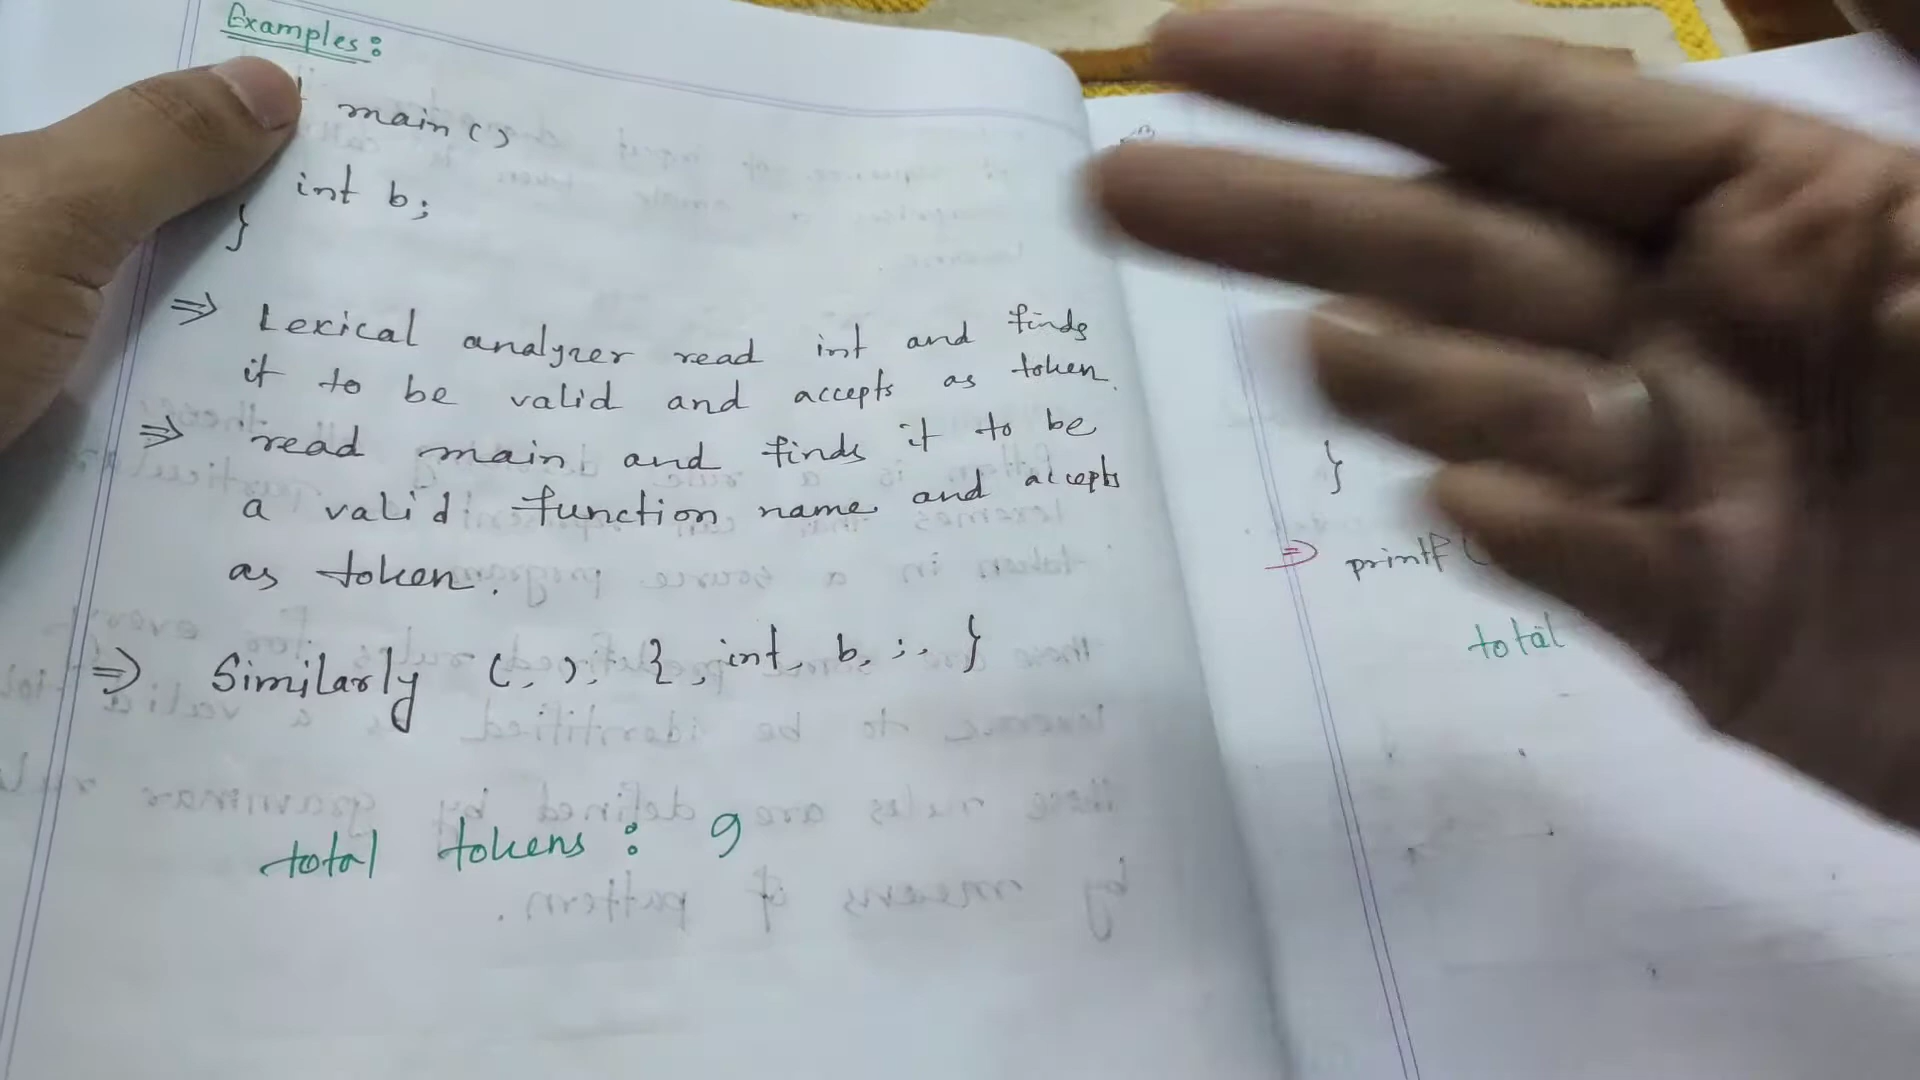 Examples:
main ()
int b;
}
⇒ Lexical analyzer read int and finds
it to be valid and accepts as token.
⇒ read main and finds it to be
a valid function name and accepts
as token.
⇒ Similarly (, ), {, int, b, ;, }
total tokens : 9
}
⇒ printf (
total